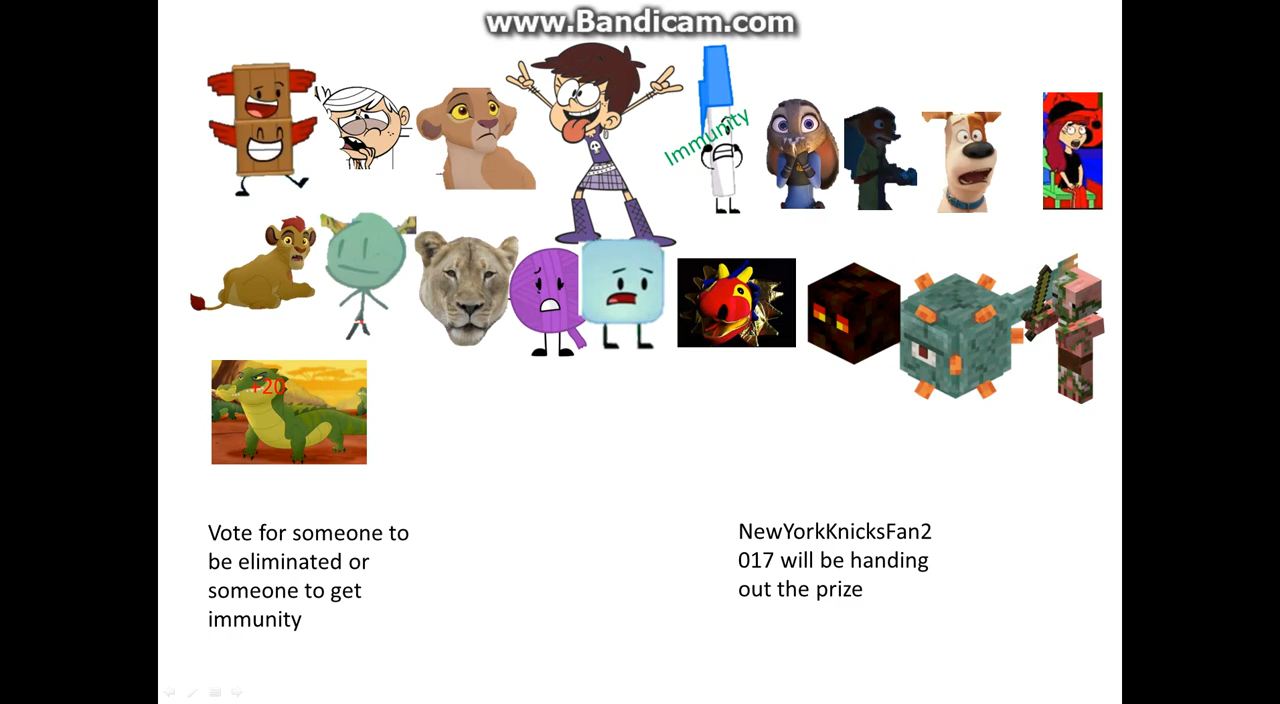 www.Bandicam.com
Immunity
+20
Vote for someone to
be eliminated or
someone to get
immunity
NewYorkKnicksFan2
017 will be handing
out the prize